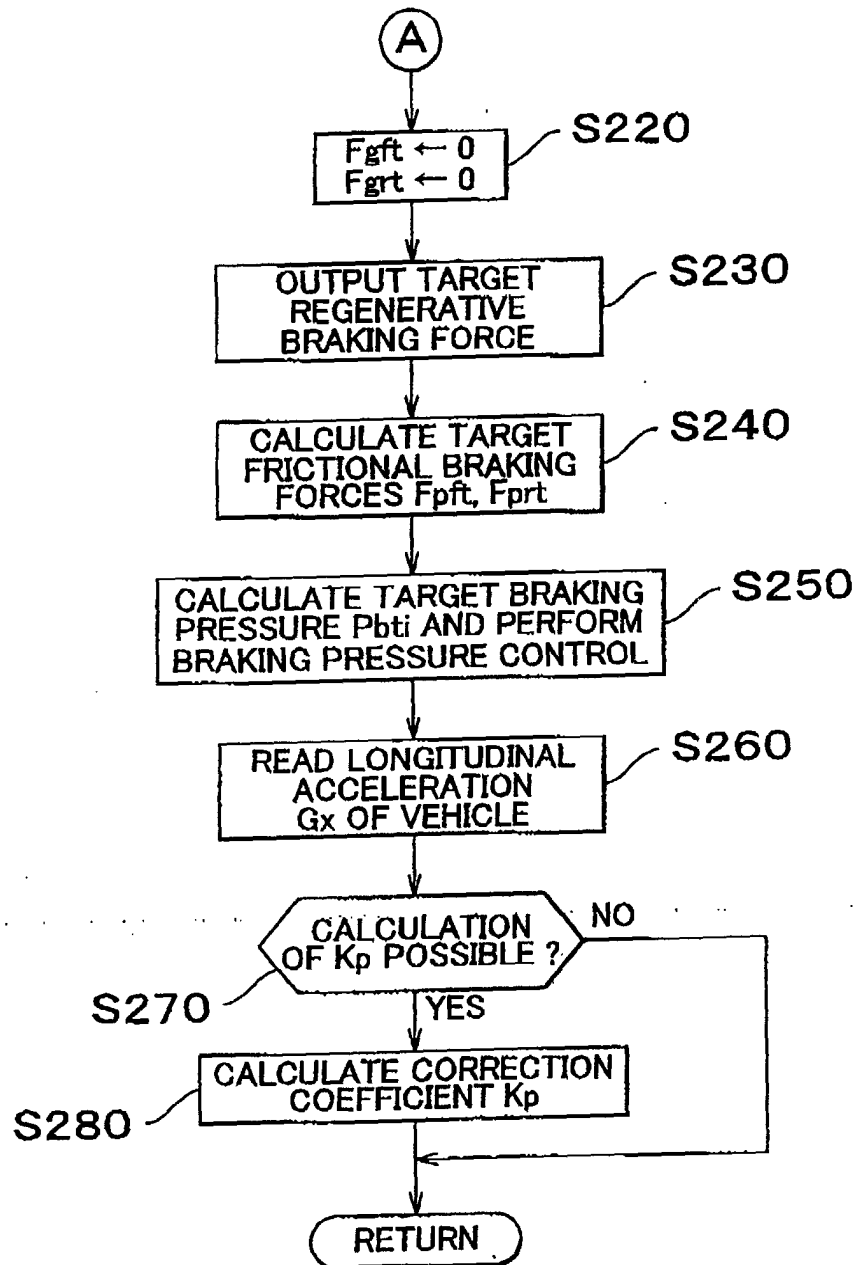 A
Fgft ← 0
Fgrt ← 0
S220
OUTPUT TARGET
REGENERATIVE
BRAKING FORCE
S230
CALCULATE TARGET
FRICTIONAL BRAKING
FORCES Fpft, Fprt
S240
CALCULATE TARGET BRAKING
PRESSURE Pbti AND PERFORM
BRAKING PRESSURE CONTROL
S250
READ LONGITUDINAL
ACCELERATION
Gx OF VEHICLE
S260
CALCULATION
OF Kp POSSIBLE ?
NO
S270
YES
CALCULATE CORRECTION
COEFFICIENT Kp
S280
RETURN